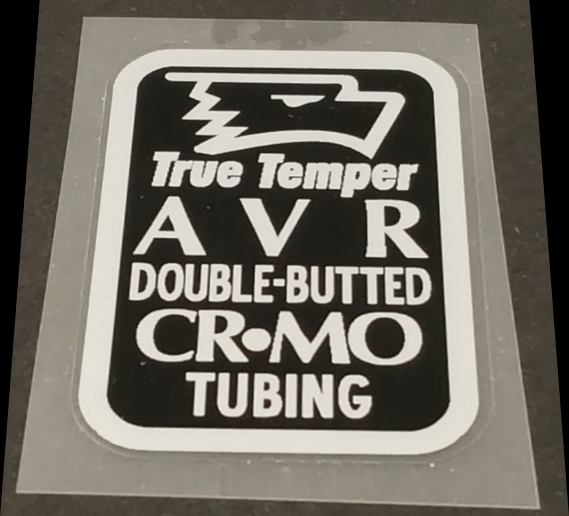 True Temper
AVR
DOUBLE-BUTTED
CR•MO
TUBING